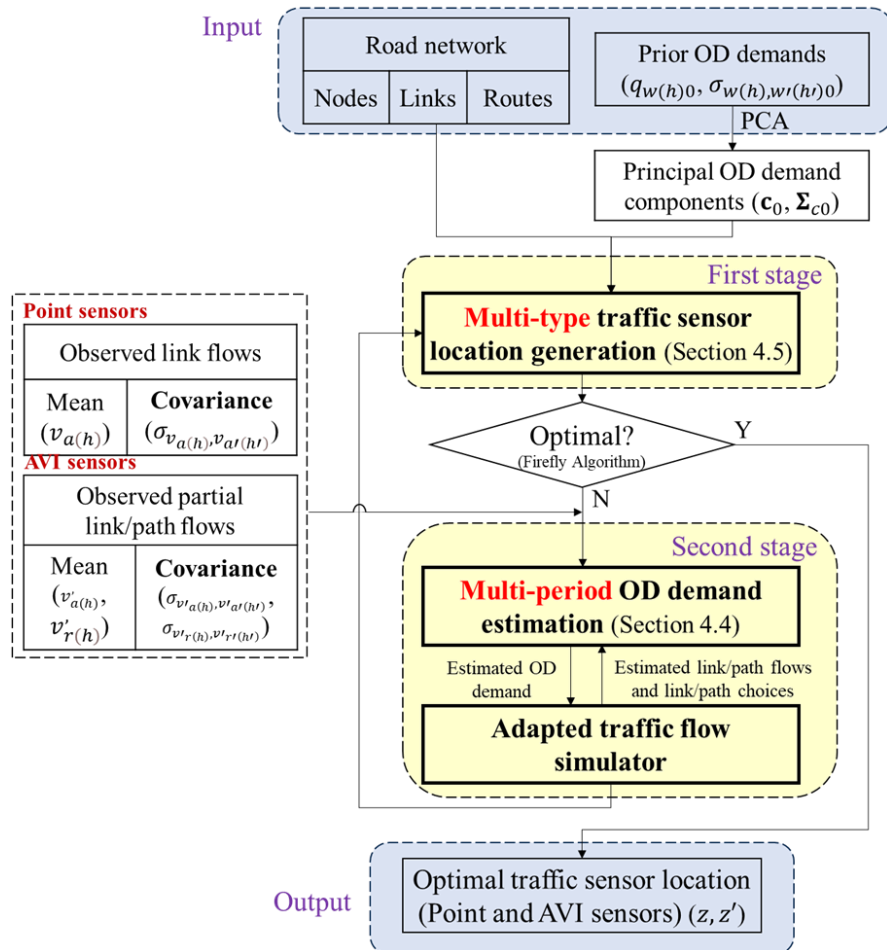 Input
Road network
Nodes
Links
Routes
Prior OD demands
(q_{w(h)0}, σ_{w(h),w′(h′)0})
PCA
Principal OD demand
components (c_0, Σ_{c0})
First stage
Multi-type traffic sensor
location generation (Section 4.5)
Point sensors
Observed link flows
Mean
(v_{a(h)})
Covariance
(σ_{v_{a(h)},v_{a′(h′)}})
AVI sensors
Observed partial
link/path flows
Mean
(v′_{a(h)},
v′_{r(h)})
Covariance
(σ_{v′_{a(h)},v′_{a′(h′)}},
σ_{v′_{r(h)},v′_{r′(h′)}})
Optimal?
(Firefly Algorithm)
Y
N
Second stage
Multi-period OD demand
estimation (Section 4.4)
Estimated OD
demand
Estimated link/path flows
and link/path choices
Adapted traffic flow
simulator
Output
Optimal traffic sensor location
(Point and AVI sensors) (z, z′)